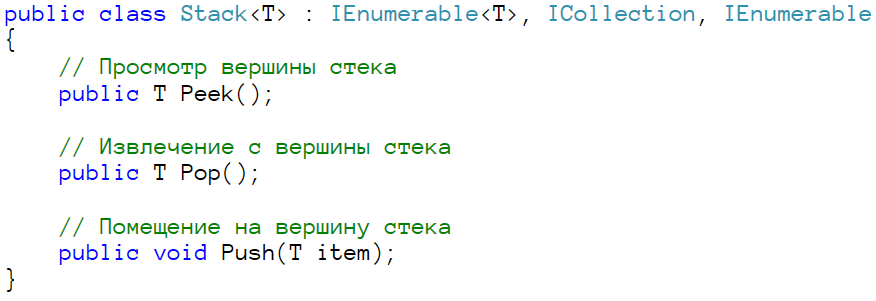 public class Stack<T> : IEnumerable<T>, ICollection, IEnumerable
{
    // Просмотр вершины стека
    public T Peek();

    // Извлечение с вершины стека
    public T Pop();

    // Помещение на вершину стека
    public void Push(T item);
}